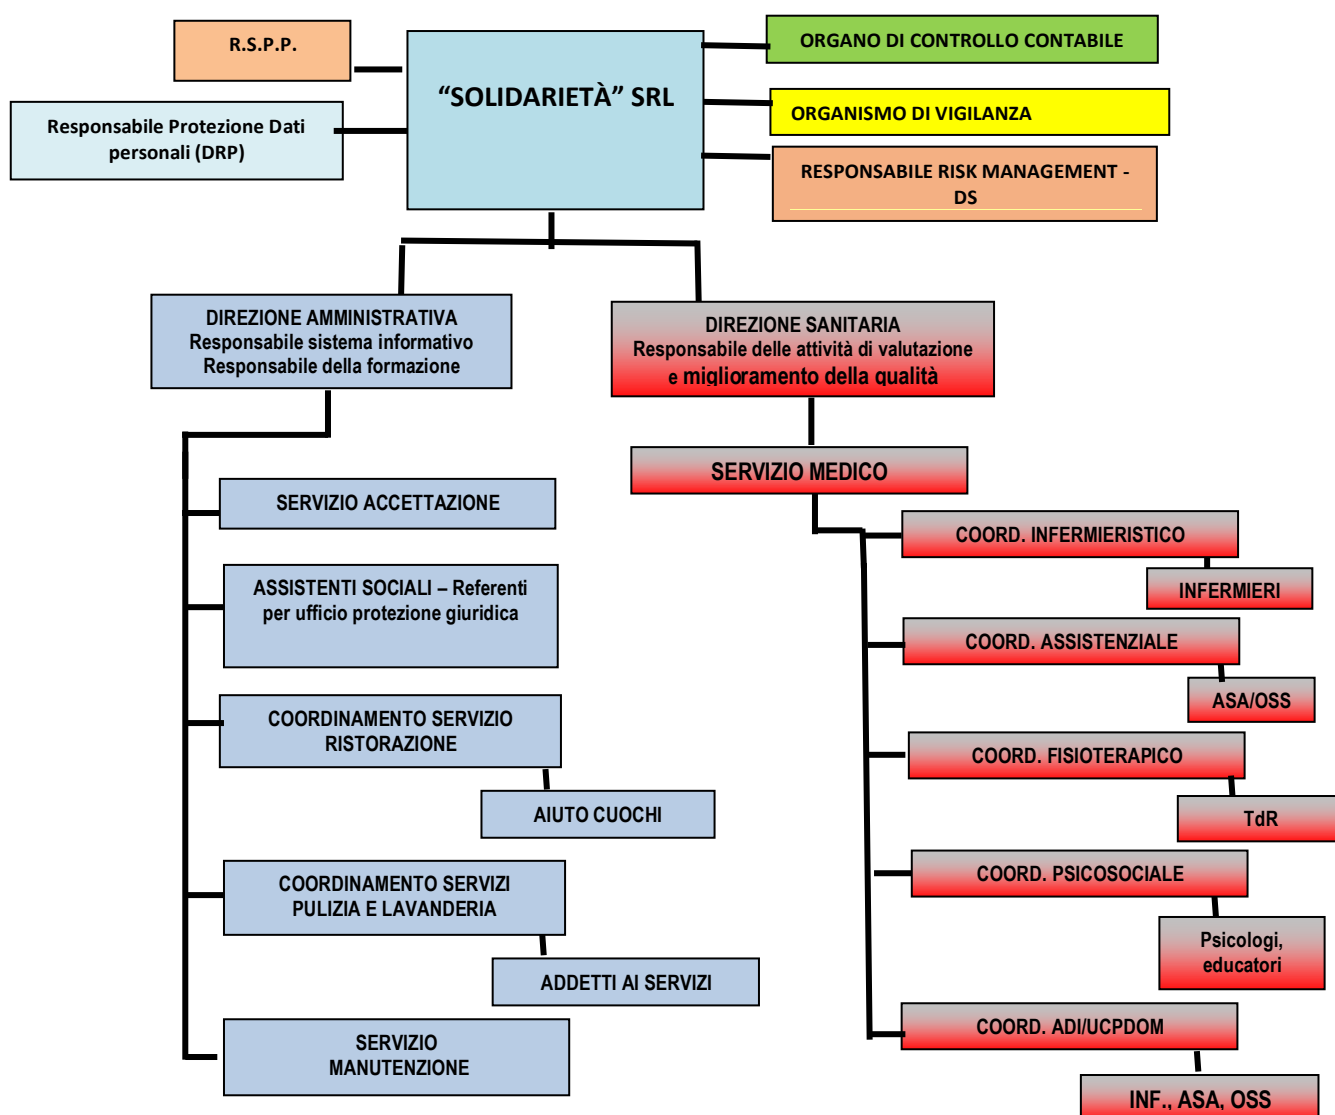 R.S.P.P.
"SOLIDARIETÀ" SRL
ORGANO DI CONTROLLO CONTABILE
Responsabile Protezione Dati
personali (DRP)
ORGANISMO DI VIGILANZA
RESPONSABILE RISK MANAGEMENT -
DS
DIREZIONE AMMINISTRATIVA
Responsabile sistema informativo
Responsabile della formazione
DIREZIONE SANITARIA
Responsabile delle attività di valutazione
e miglioramento della qualità
SERVIZIO MEDICO
SERVIZIO ACCETTAZIONE
ASSISTENTI SOCIALI – Referenti
per ufficio protezione giuridica
COORDINAMENTO SERVIZIO
RISTORAZIONE
AIUTO CUOCHI
COORDINAMENTO SERVIZI
PULIZIA E LAVANDERIA
ADDETTI AI SERVIZI
SERVIZIO
MANUTENZIONE
COORD. INFERMIERISTICO
INFERMIERI
COORD. ASSISTENZIALE
ASA/OSS
COORD. FISIOTERAPICO
TdR
COORD. PSICOSOCIALE
Psicologi,
educatori
COORD. ADI/UCPDOM
INF., ASA, OSS